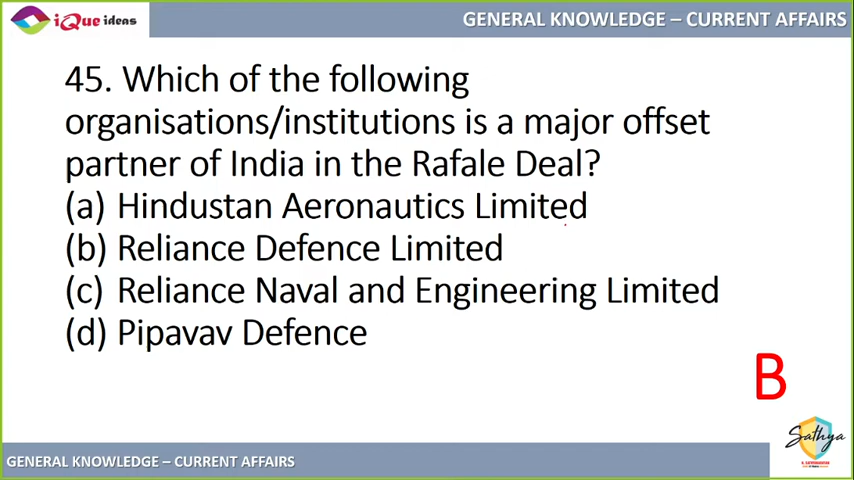 iQue ideas
GENERAL KNOWLEDGE – CURRENT AFFAIRS
45. Which of the following
organisations/institutions is a major offset
partner of India in the Rafale Deal?
(a) Hindustan Aeronautics Limited
(b) Reliance Defence Limited
(c) Reliance Naval and Engineering Limited
(d) Pipavav Defence
B
Sathya
GENERAL KNOWLEDGE – CURRENT AFFAIRS